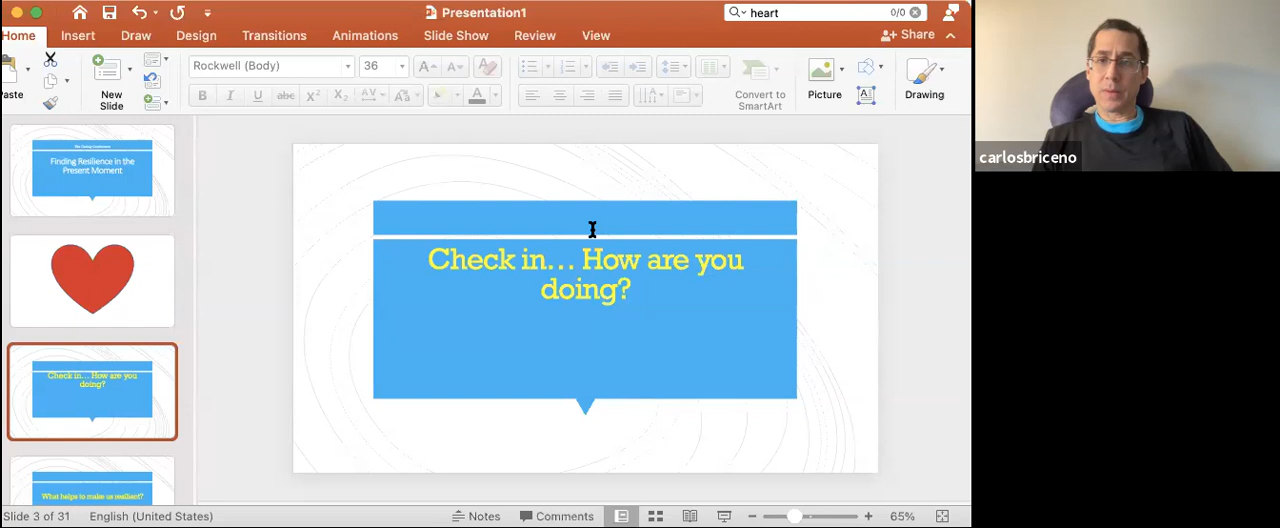 Presentation1
heart
0/0
Home
Insert
Draw
Design
Transitions
Animations
Slide Show
Review
View
Share
Paste
New
Slide
Rockwell (Body)
36
Convert to
SmartArt
Picture
Drawing
Finding Resilience in the
Present Moment
Check in… How are you
doing?
What helps to make us resilient?
Check in… How are you
doing?
carlosbriceno
Slide 3 of 31
English (United States)
Notes
Comments
65%